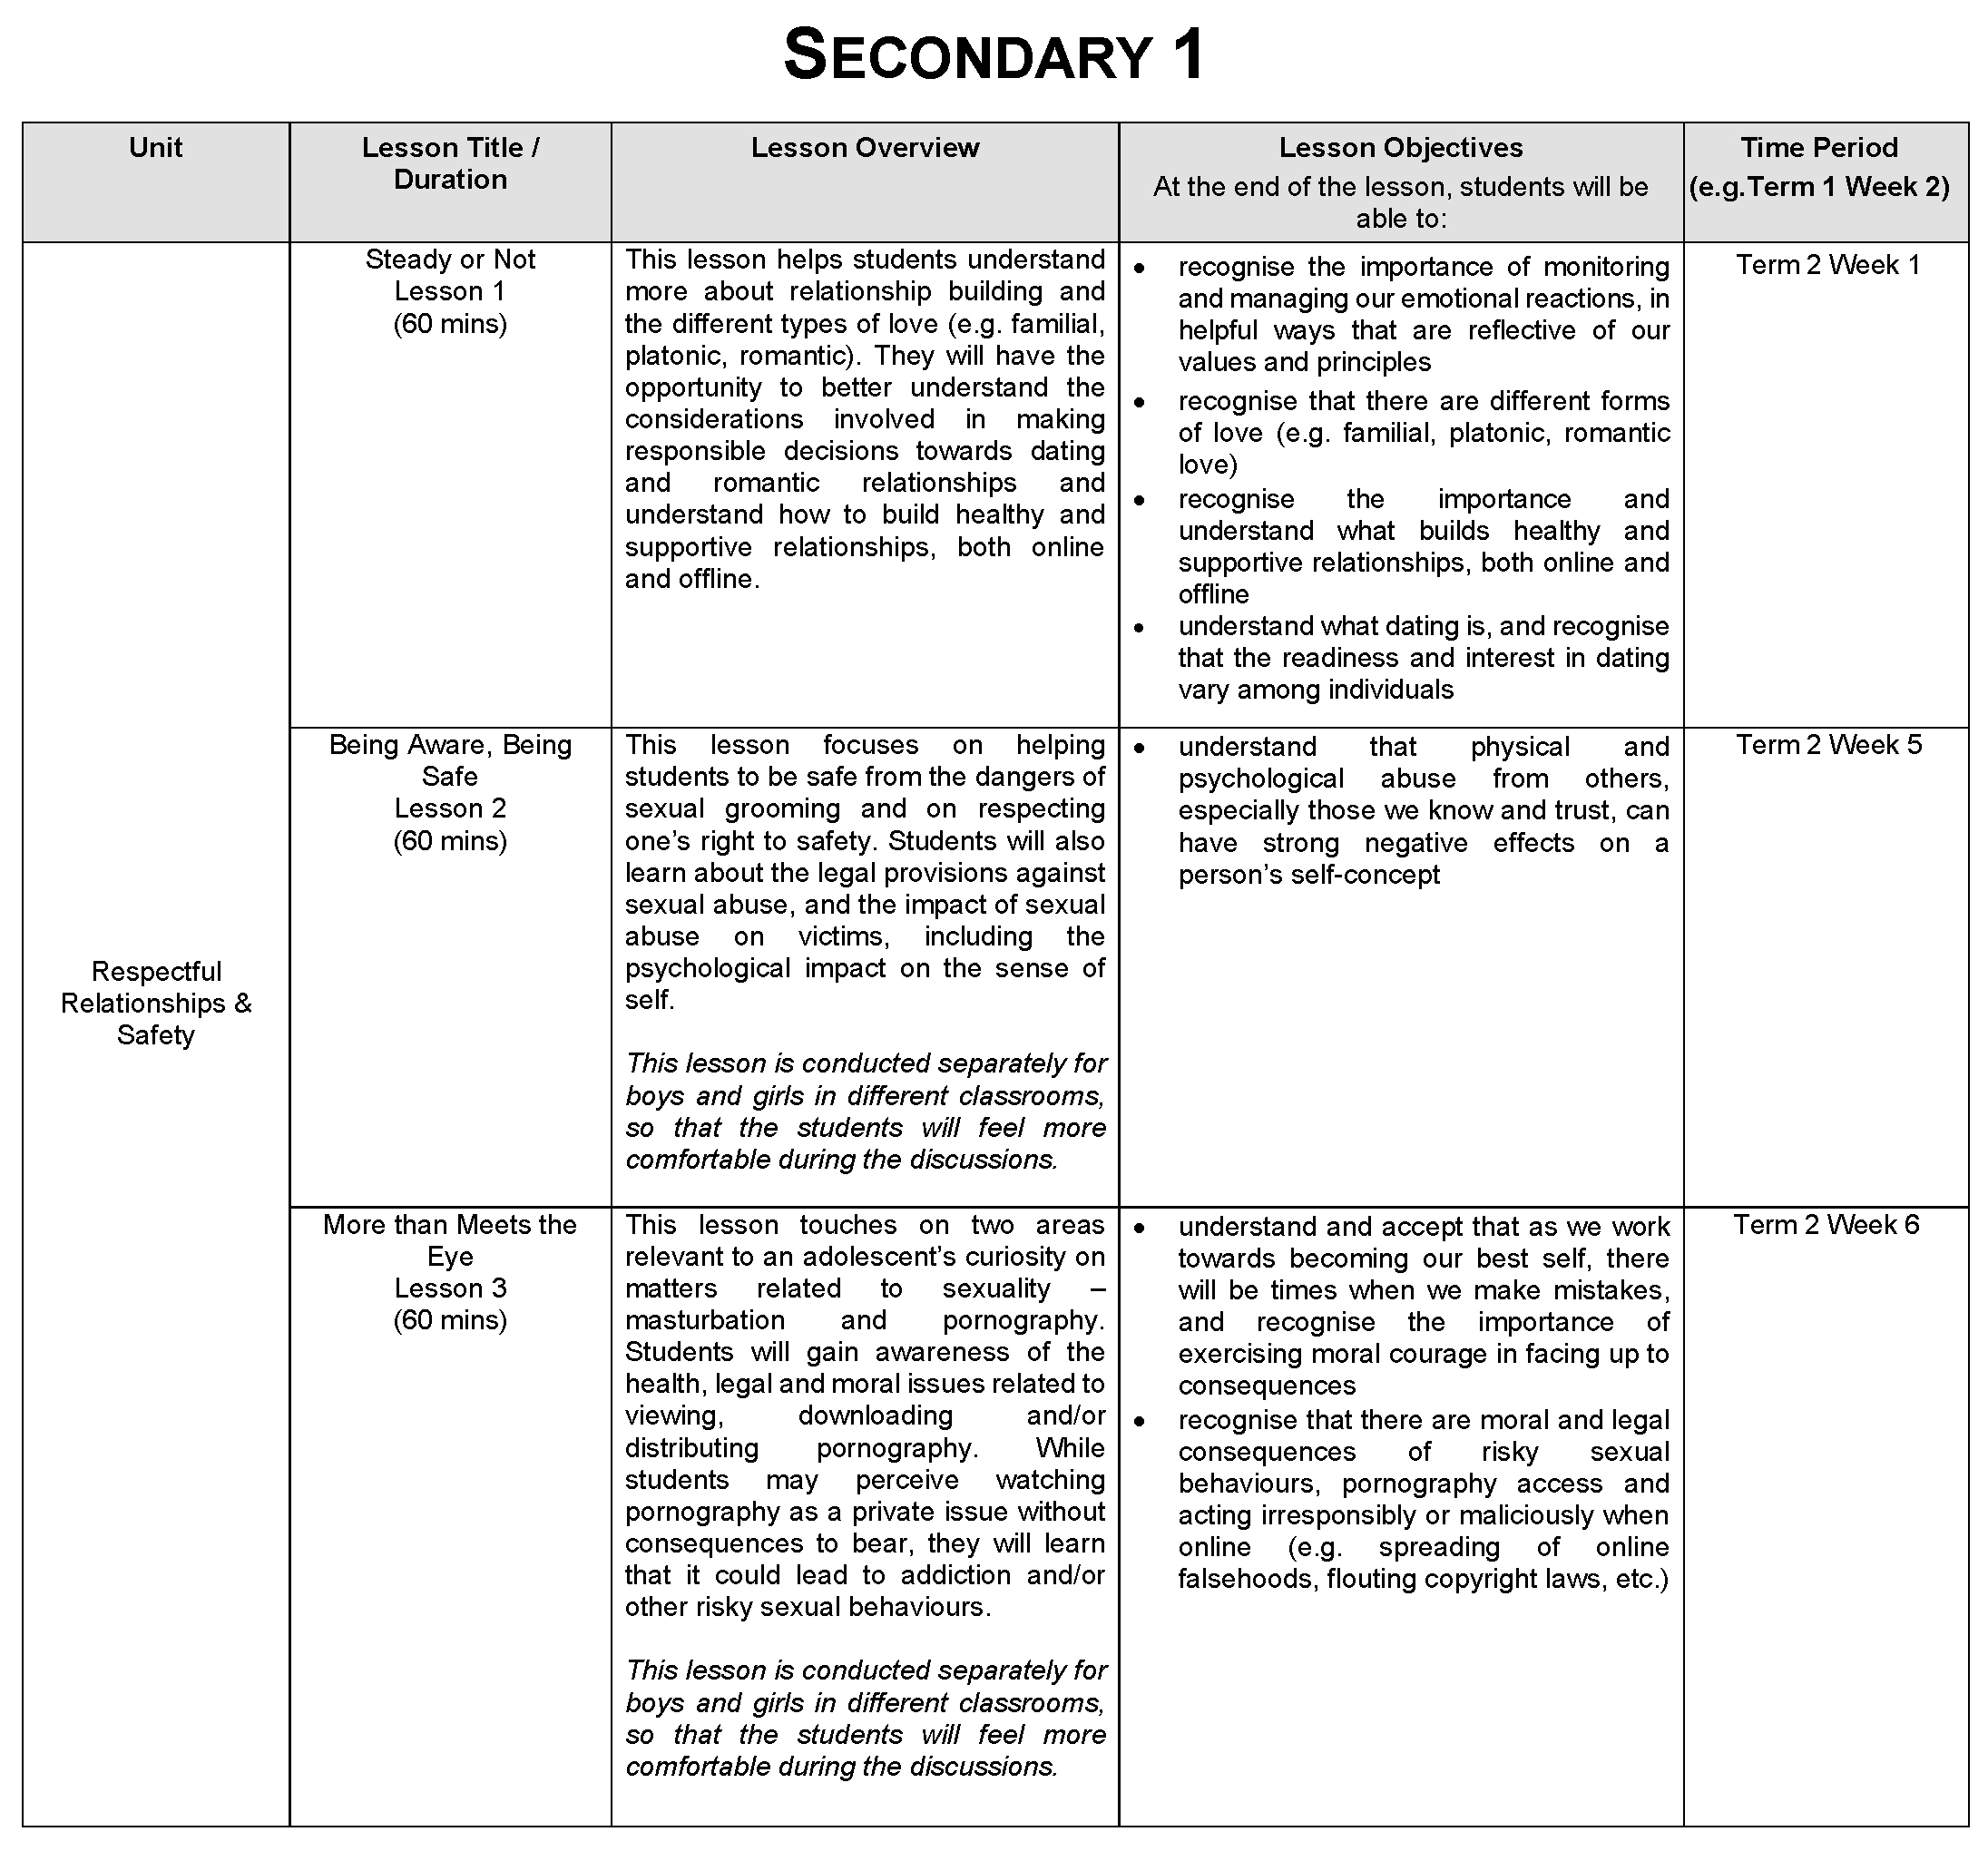 SECONDARY 1
Unit
Lesson Title /
Duration
Lesson Overview
Lesson Objectives
At the end of the lesson, students will be
able to:
Time Period
(e.g.Term 1 Week 2)
Respectful
Relationships &
Safety
Steady or Not
Lesson 1
(60 mins)
This lesson helps students understand
more about relationship building and
the different types of love (e.g. familial,
platonic, romantic). They will have the
opportunity to better understand the
considerations involved in making
responsible decisions towards dating
and romantic relationships and
understand how to build healthy and
supportive relationships, both online
and offline.
• recognise the importance of monitoring
and managing our emotional reactions, in
helpful ways that are reflective of our
values and principles
• recognise that there are different forms
of love (e.g. familial, platonic, romantic
love)
• recognise the importance and
understand what builds healthy and
supportive relationships, both online and
offline
• understand what dating is, and recognise
that the readiness and interest in dating
vary among individuals
Term 2 Week 1
Being Aware, Being
Safe
Lesson 2
(60 mins)
This lesson focuses on helping
students to be safe from the dangers of
sexual grooming and on respecting
one’s right to safety. Students will also
learn about the legal provisions against
sexual abuse, and the impact of sexual
abuse on victims, including the
psychological impact on the sense of
self.
This lesson is conducted separately for
boys and girls in different classrooms,
so that the students will feel more
comfortable during the discussions.
• understand that physical and
psychological abuse from others,
especially those we know and trust, can
have strong negative effects on a
person’s self-concept
Term 2 Week 5
More than Meets the
Eye
Lesson 3
(60 mins)
This lesson touches on two areas
relevant to an adolescent’s curiosity on
matters related to sexuality –
masturbation and pornography.
Students will gain awareness of the
health, legal and moral issues related to
viewing, downloading and/or
distributing pornography. While
students may perceive watching
pornography as a private issue without
consequences to bear, they will learn
that it could lead to addiction and/or
other risky sexual behaviours.
This lesson is conducted separately for
boys and girls in different classrooms,
so that the students will feel more
comfortable during the discussions.
• understand and accept that as we work
towards becoming our best self, there
will be times when we make mistakes,
and recognise the importance of
exercising moral courage in facing up to
consequences
• recognise that there are moral and legal
consequences of risky sexual
behaviours, pornography access and
acting irresponsibly or maliciously when
online (e.g. spreading of online
falsehoods, flouting copyright laws, etc.)
Term 2 Week 6